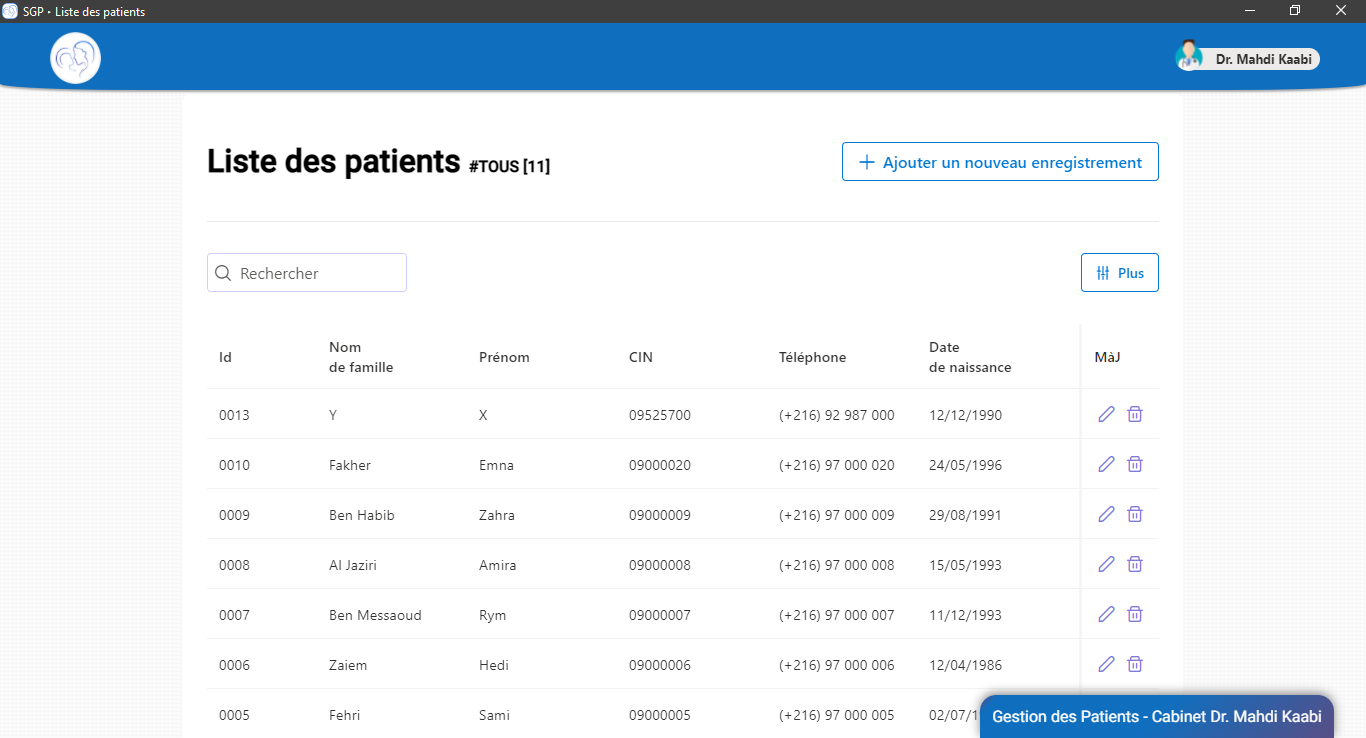 SGP • Liste des patients
Dr. Mahdi Kaabi
Liste des patients #TOUS [11]
Ajouter un nouveau enregistrement
Rechercher
Plus
Id Nom de famille Prénom CIN Téléphone Date de naissance MàJ
0013 Y X 09525700 (+216) 92 987 000 12/12/1990
0010 Fakher Emna 09000020 (+216) 97 000 020 24/05/1996
0009 Ben Habib Zahra 09000009 (+216) 97 000 009 29/08/1991
0008 Al Jaziri Amira 09000008 (+216) 97 000 008 15/05/1993
0007 Ben Messaoud Rym 09000007 (+216) 97 000 007 11/12/1993
0006 Zaiem Hedi 09000006 (+216) 97 000 006 12/04/1986
0005 Fehri Sami 09000005 (+216) 97 000 005 02/07/1
Gestion des Patients - Cabinet Dr. Mahdi Kaabi